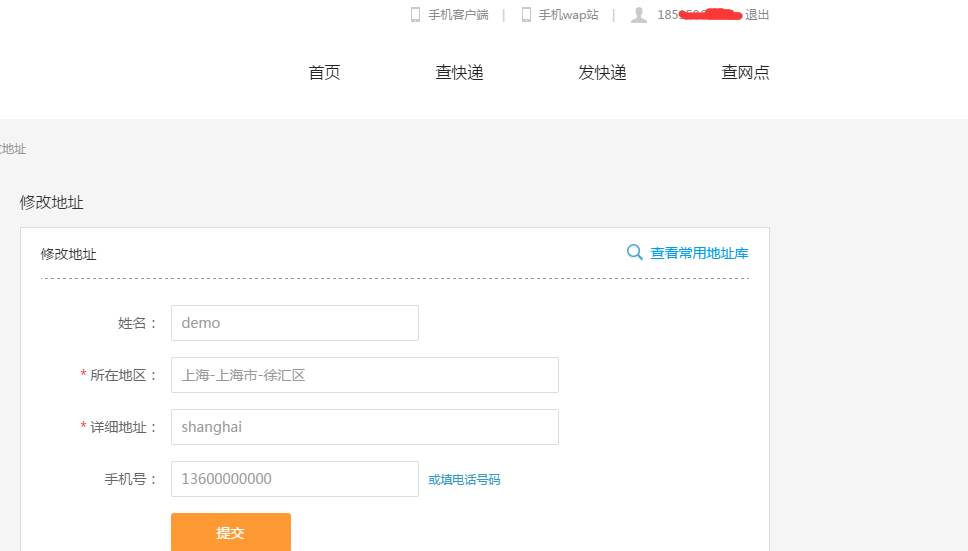 手机客户端 | 手机wap站 | 185 退出
首页 查快递 发快递 查网点
地址
修改地址
修改地址 查看常用地址库
姓名： demo
* 所在地区： 上海-上海市-徐汇区
* 详细地址： shanghai
手机号： 13600000000 或填电话号码
提交